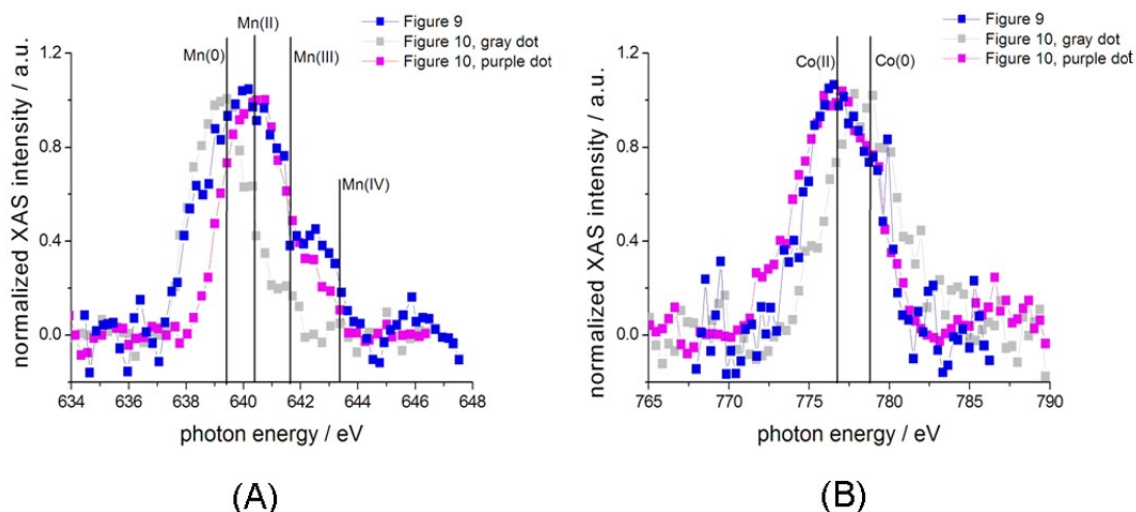 Mn(II)
Mn(0)
Mn(III)
Mn(IV)
Figure 9
Figure 10, gray dot
Figure 10, purple dot
normalized XAS intensity / a.u.
1.2
0.8
0.4
0.0
634 636 638 640 642 644 646 648
photon energy / eV
(A)
Co(II)
Co(0)
Figure 9
Figure 10, gray dot
Figure 10, purple dot
normalized XAS intensity / a.u.
1.2
0.8
0.4
0.0
765 770 775 780 785 790
photon energy / eV
(B)